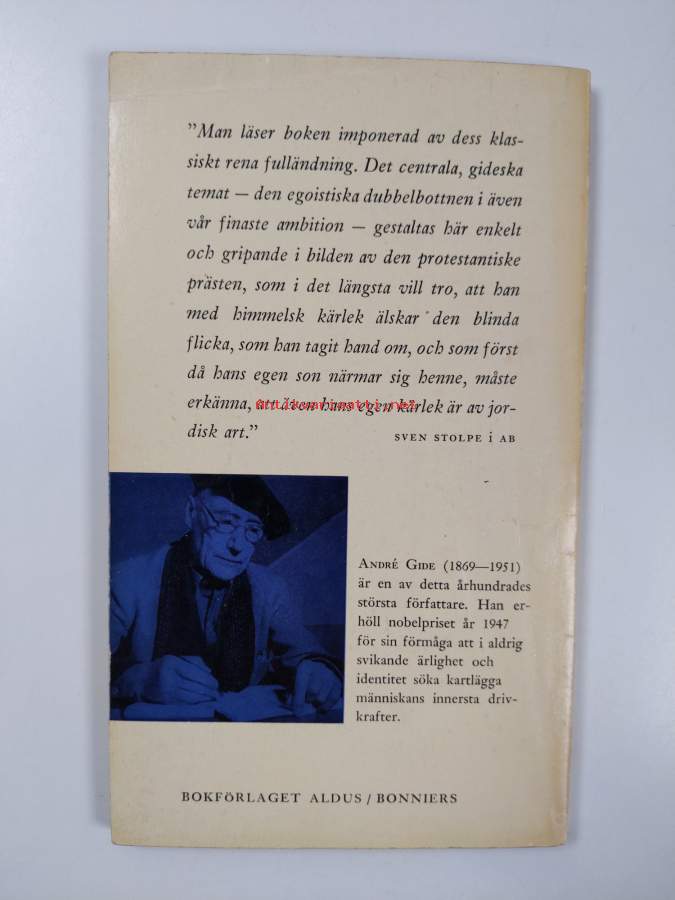 ”Man läser boken imponerad av dess klas-
siskt rena fulländning. Det centrala, gideska
temat — den egoistiska dubbelbottnen i även
vår finaste ambition — gestaltas här enkelt
och gripande i bilden av den protestantiske
prästen, som i det längsta vill tro, att han
med himmelsk kärlek älskar den blinda
flicka, som han tagit hand om, och som först
då hans egen son närmar sig henne, måste
erkänna, att även hans egen kärlek är av jor-
disk art.”
SVEN STOLPE i AB
ANDRÉ GIDE (1869—1951)
är en av detta århundrades
största författare. Han er-
höll nobelpriset år 1947
för sin förmåga att i aldrig
svikande ärlighet och
identitet söka kartlägga
människans innersta driv-
krafter.
BOKFÖRLAGET ALDUS / BONNIERS